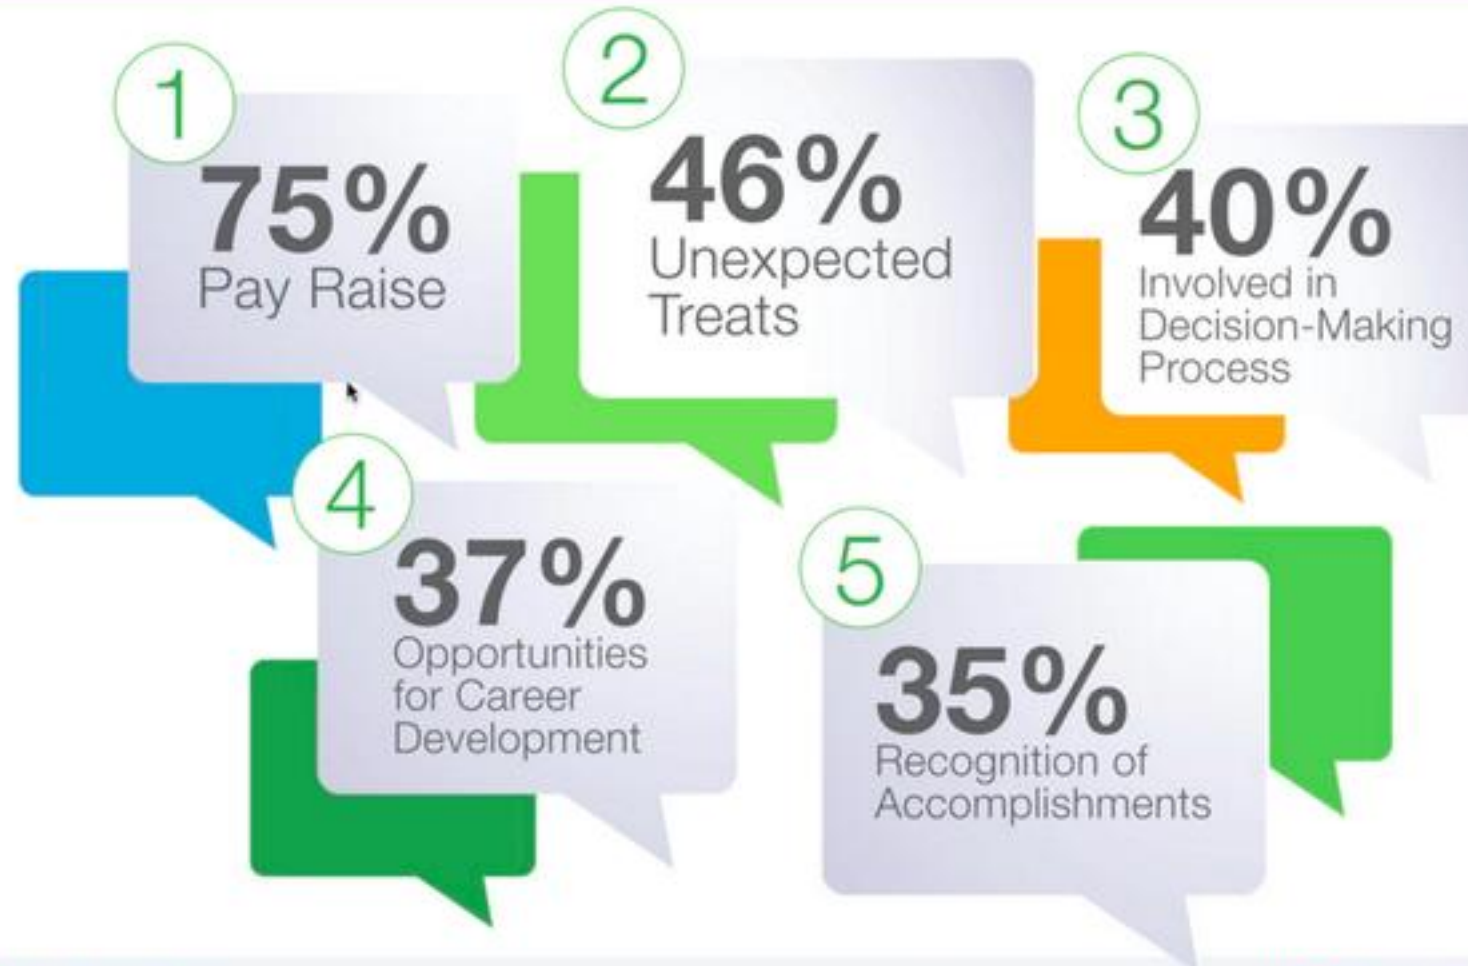 1
75%
Pay Raise
2
46%
Unexpected
Treats
3
40%
Involved in
Decision-Making
Process
4
37%
Opportunities
for Career
Development
5
35%
Recognition of
Accomplishments